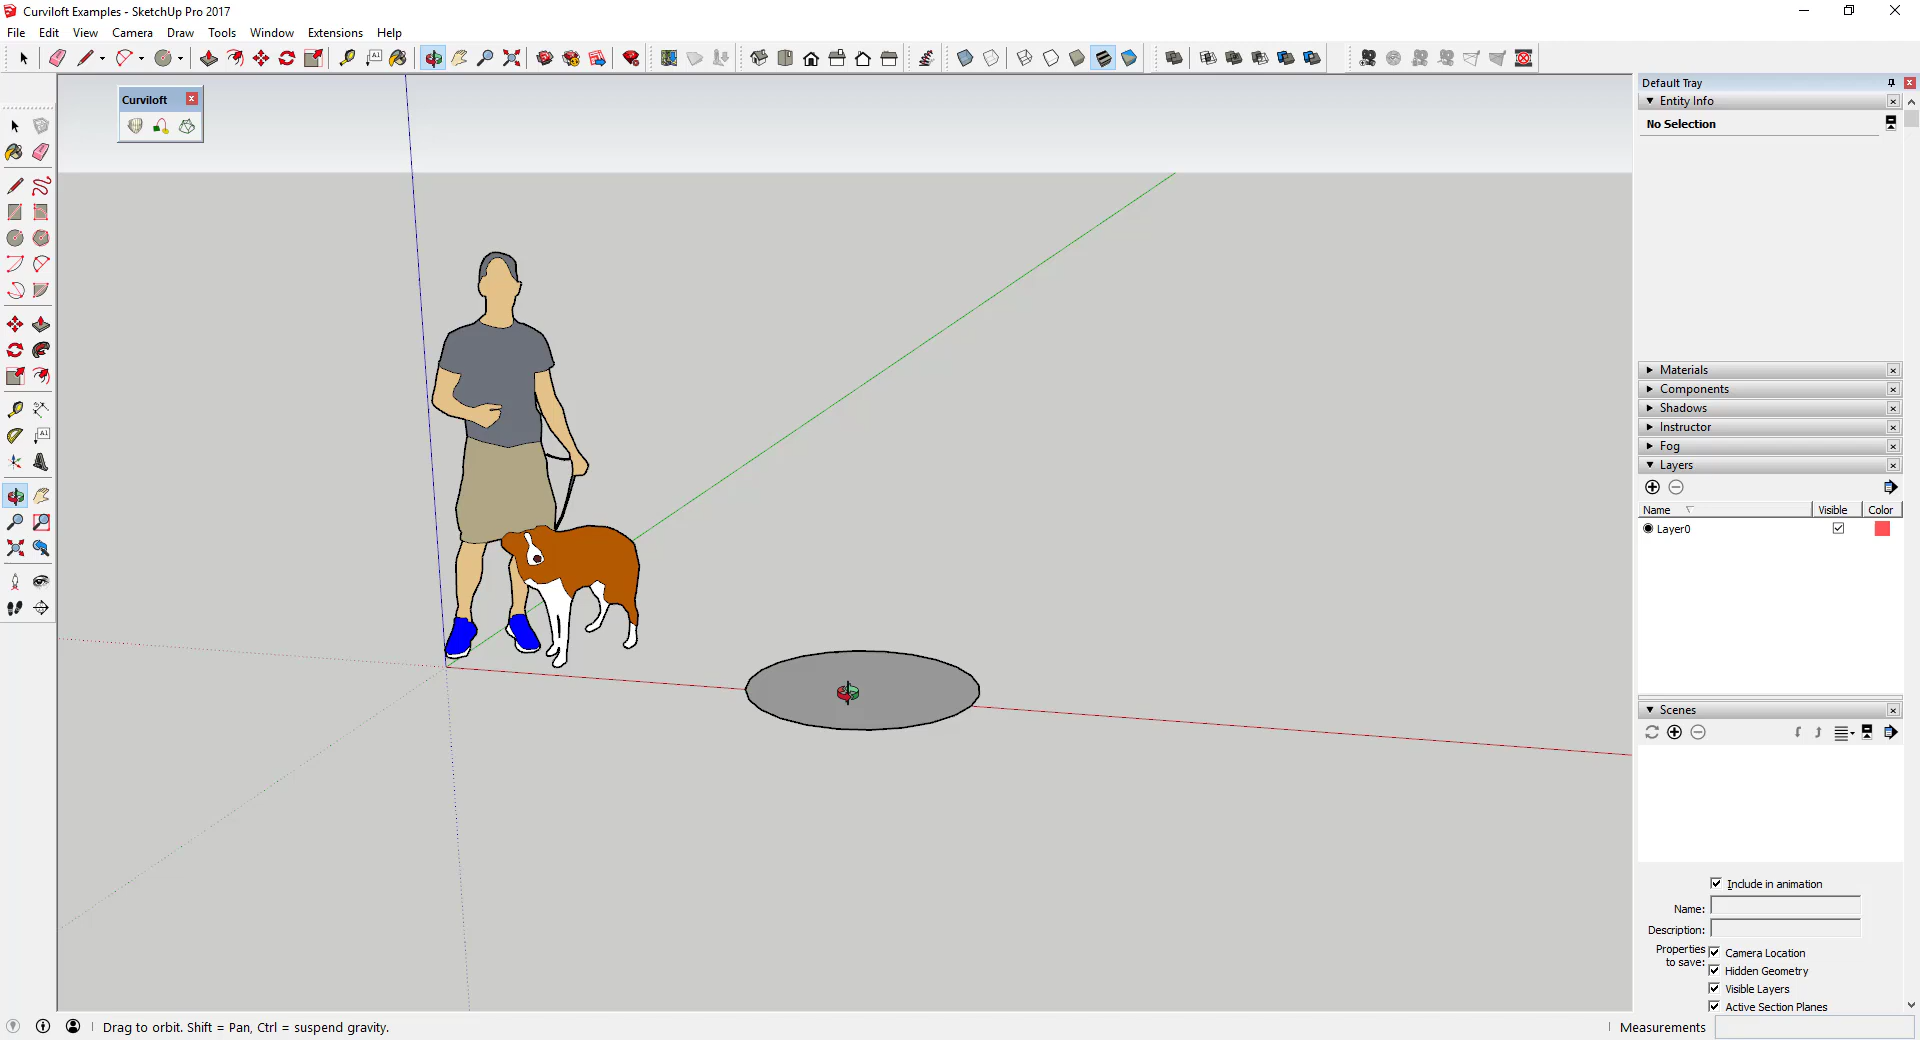 Curviloft Examples - SketchUp Pro 2017
File Edit View Camera Draw Tools Window Extensions Help
Default Tray
Curviloft
Entity Info
No Selection
Materials
Components
Shadows
Instructor
Fog
Layers
Name Visible Color
Layer0
Scenes
Include in animation
Name:
Description:
Properties to save:
Camera Location
Hidden Geometry
Visible Layers
Active Section Planes
Drag to orbit. Shift = Pan, Ctrl = suspend gravity.
Measurements